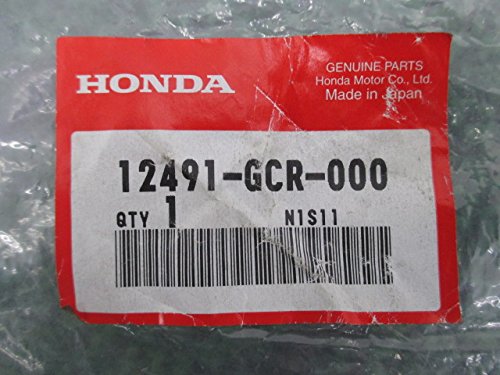 HONDA
GENUINE PARTS
Honda Motor Co., Ltd.
Made in Japan
12491-GCR-000
QTY 1 N1S11